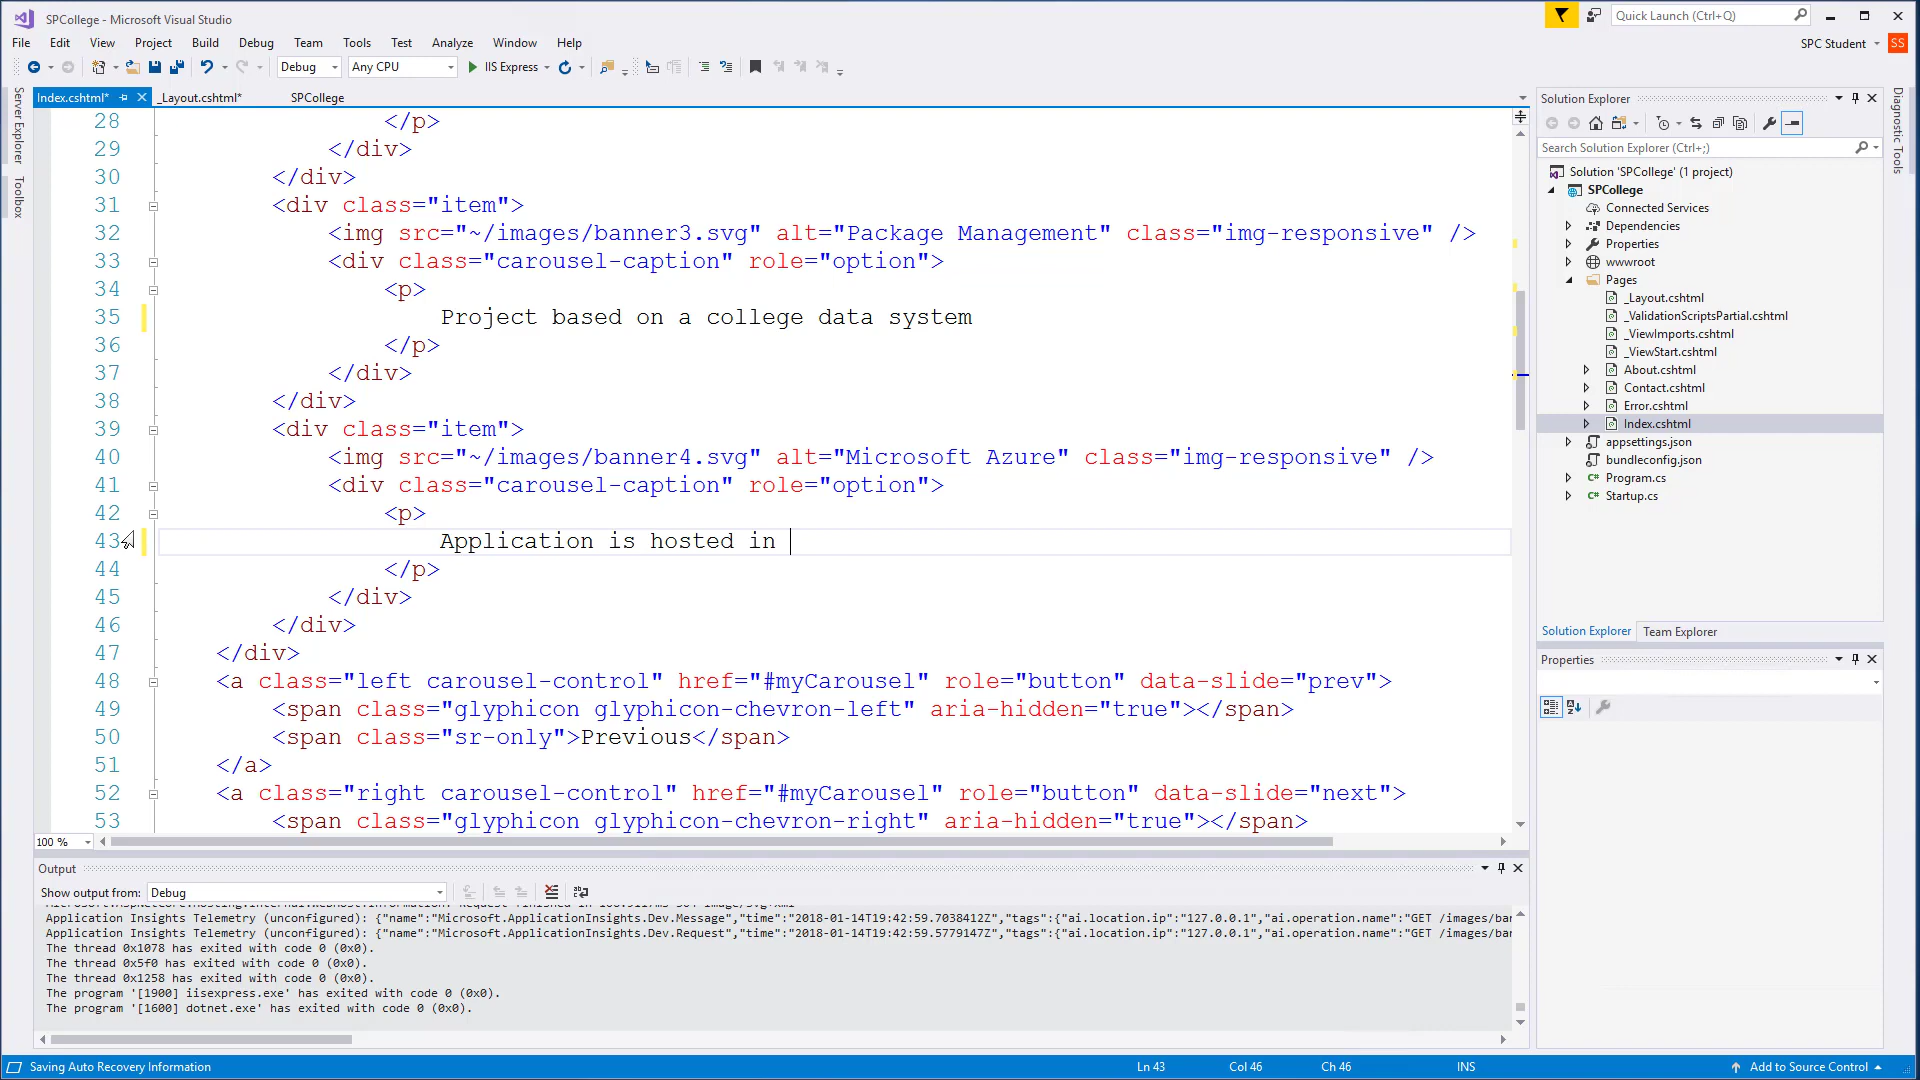 SPCollege - Microsoft Visual Studio
Quick Launch (Ctrl+Q)
File Edit View Project Build Debug Team Tools Test Tools Analyze Window Help
SPC Student SS
Debug Any CPU IIS Express
Server Explorer
Toolbox
Index.cshtml* _Layout.cshtml* SPCollege
28 </p>
29 </div>
30 </div>
31 <div class="item">
32 <img src="~/images/banner3.svg" alt="Package Management" class="img-responsive" />
33 <div class="carousel-caption" role="option">
34 <p>
35 Project based on a college data system
36 </p>
37 </div>
38 </div>
39 <div class="item">
40 <img src="~/images/banner4.svg" alt="Microsoft Azure" class="img-responsive" />
41 <div class="carousel-caption" role="option">
42 <p>
43 Application is hosted in
44 </p>
45 </div>
46 </div>
47 </div>
48 <a class="left carousel-control" href="#myCarousel" role="button" data-slide="prev">
49 <span class="glyphicon glyphicon-chevron-left" aria-hidden="true"></span>
50 <span class="sr-only">Previous</span>
51 </a>
52 <a class="right carousel-control" href="#myCarousel" role="button" data-slide="next">
53 <span class="glyphicon glyphicon-chevron-right" aria-hidden="true"></span>
100 %
Output
Show output from: Debug
Application Insights Telemetry (unconfigured): {"name":"Microsoft.ApplicationInsights.Dev.Message","time":"2018-01-14T19:42:59.7038412Z","tags":{"ai.location.ip":"127.0.0.1","ai.operation.name":"GET /images/ba
Application Insights Telemetry (unconfigured): {"name":"Microsoft.ApplicationInsights.Dev.Request","time":"2018-01-14T19:42:59.5779147Z","tags":{"ai.location.ip":"127.0.0.1","ai.operation.name":"GET /images/ba
The thread 0x1078 has exited with code 0 (0x0).
The thread 0x5f0 has exited with code 0 (0x0).
The thread 0x1258 has exited with code 0 (0x0).
The program '[1900] iisexpress.exe' has exited with code 0 (0x0).
The program '[1600] dotnet.exe' has exited with code 0 (0x0).
Solution Explorer
Search Solution Explorer (Ctrl+;)
Solution 'SPCollege' (1 project)
SPCollege
Connected Services
Dependencies
Properties
wwwroot
Pages
_Layout.cshtml
_ValidationScriptsPartial.cshtml
_ViewImports.cshtml
_ViewStart.cshtml
About.cshtml
Contact.cshtml
Error.cshtml
Index.cshtml
appsettings.json
bundleconfig.json
Program.cs
Startup.cs
Solution Explorer Team Explorer
Properties
Diagnostic Tools
Saving Auto Recovery Information Ln 43 Col 46 Ch 46 INS Add to Source Control